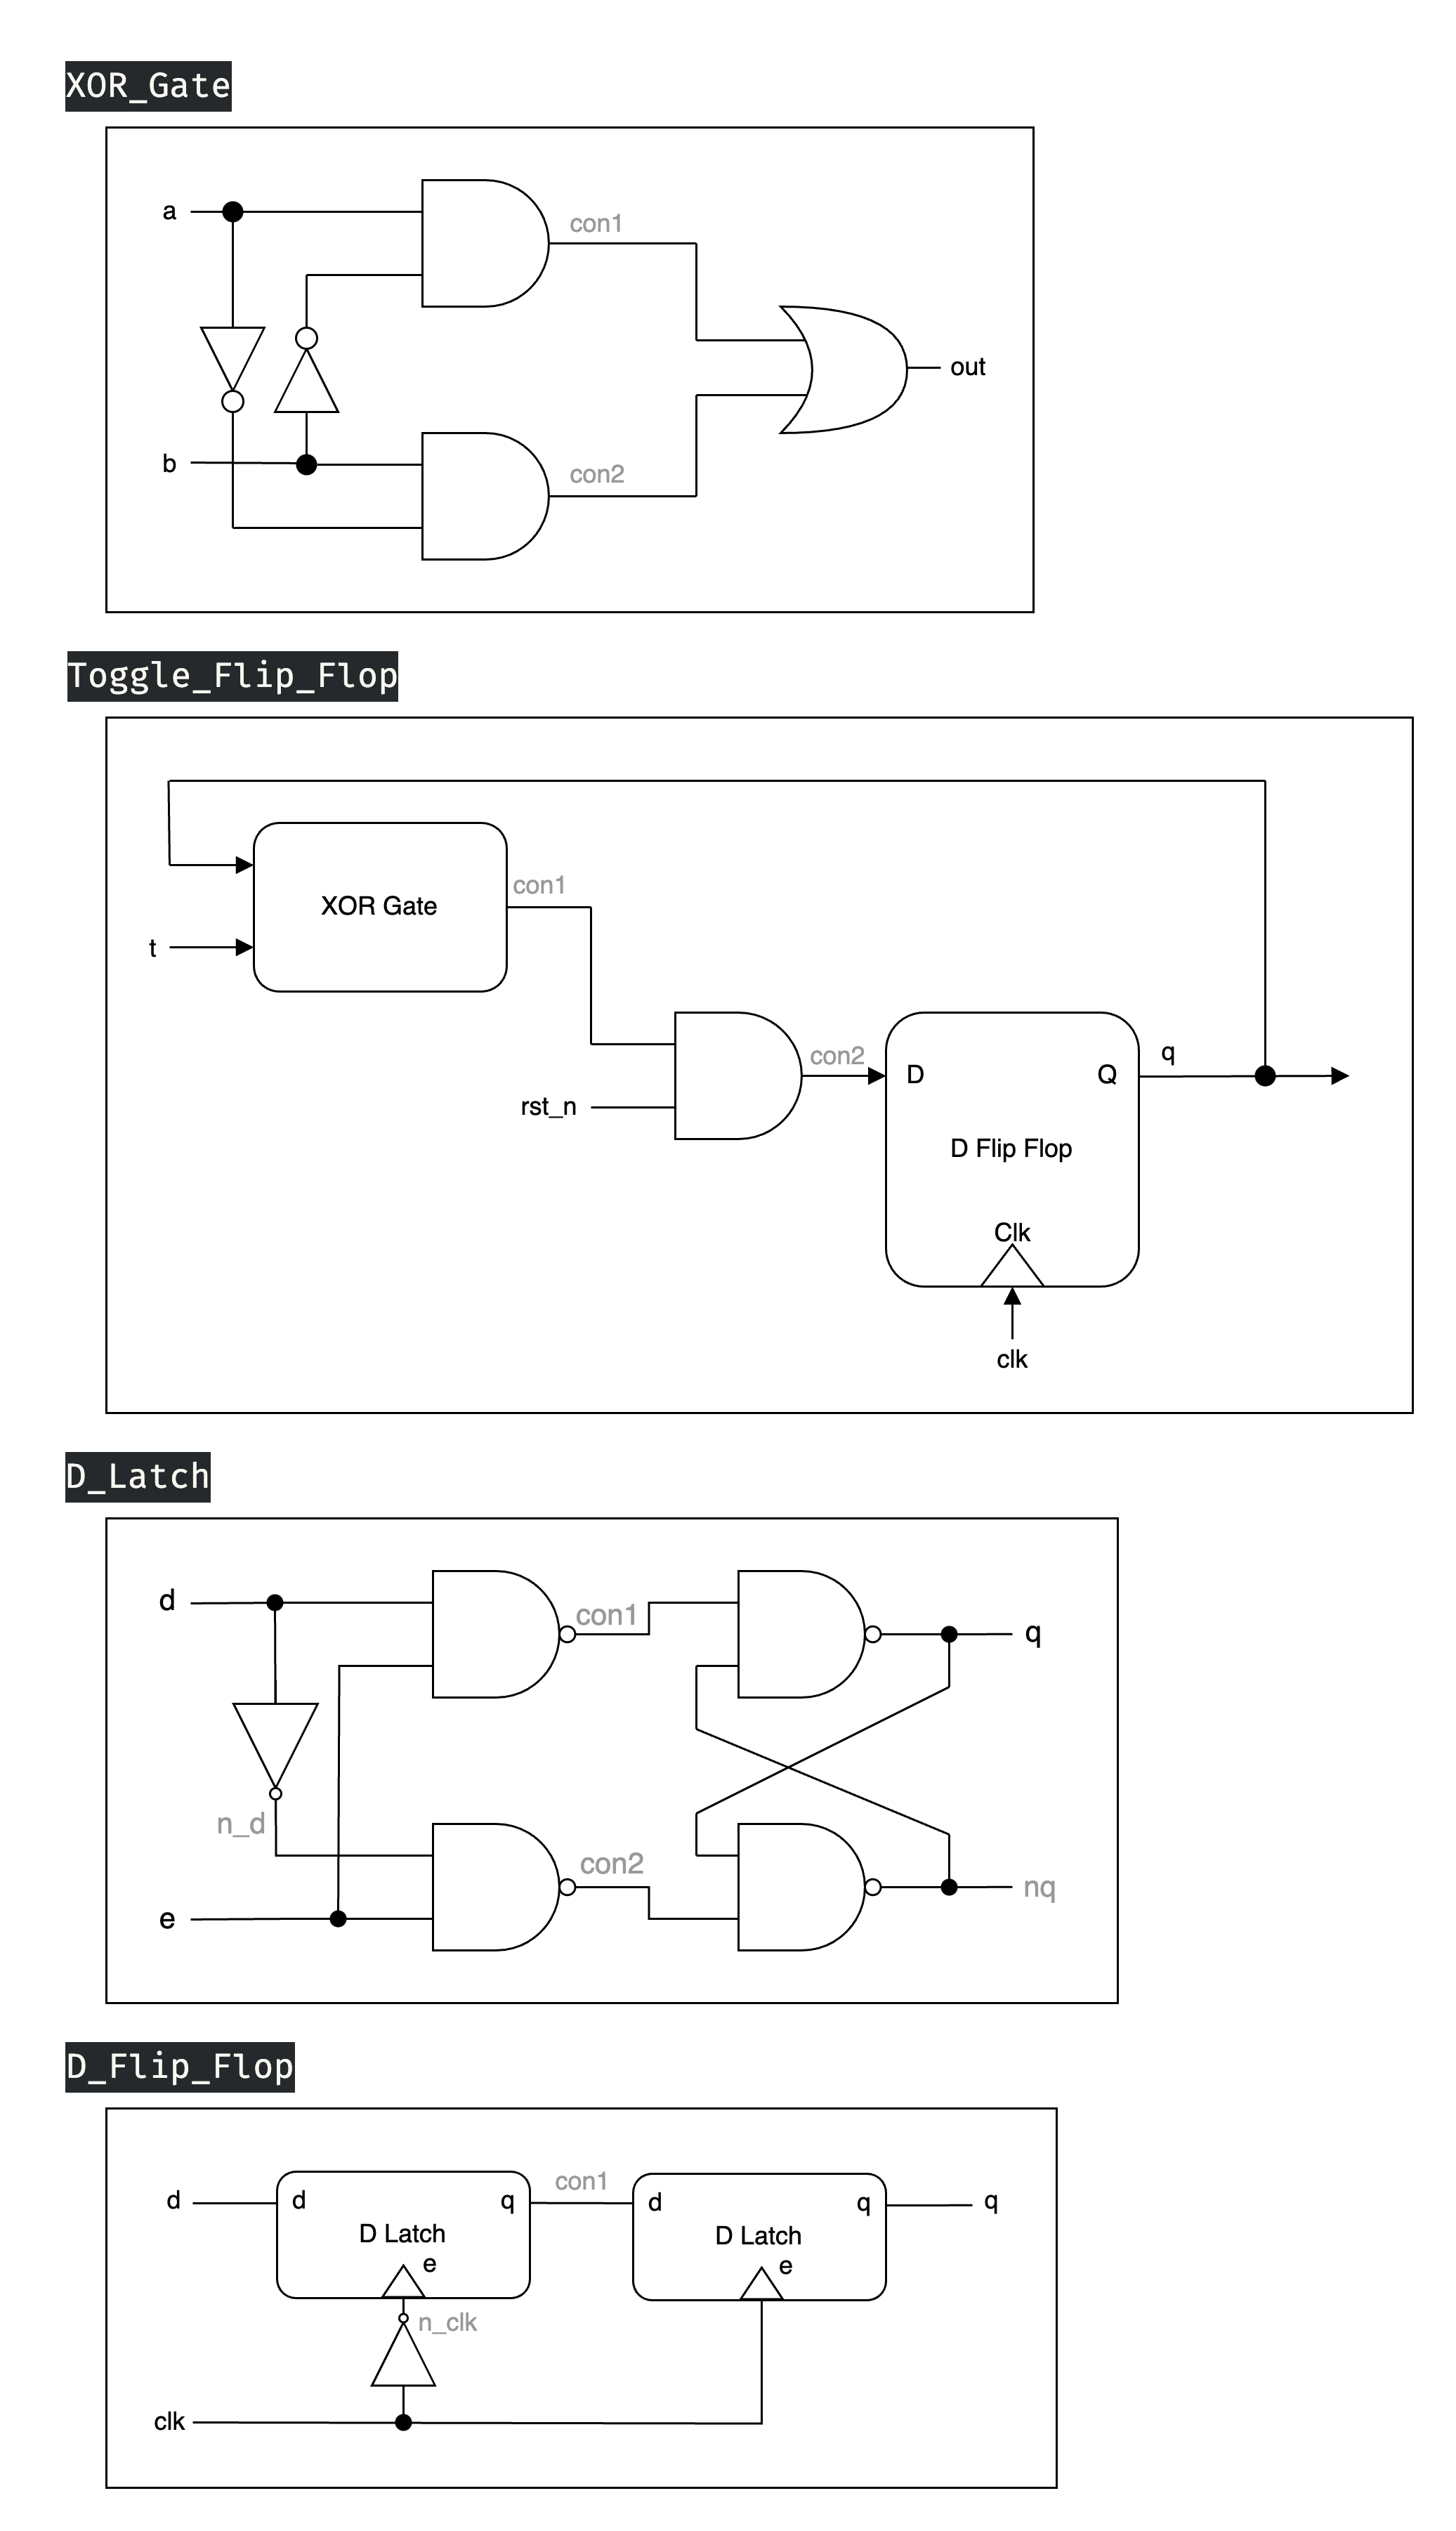 XOR_Gate
a
con1
out
b
con2
Toggle_Flip_Flop
con1
XOR Gate
t
q
con2
D
Q
rst_n
D Flip Flop
Clk
clk
D_Latch
d
con1
q
n_d
con2
nq
e
D_Flip_Flop
con1
d
d
q
d
q
q
D Latch
D Latch
e
e
n_clk
clk